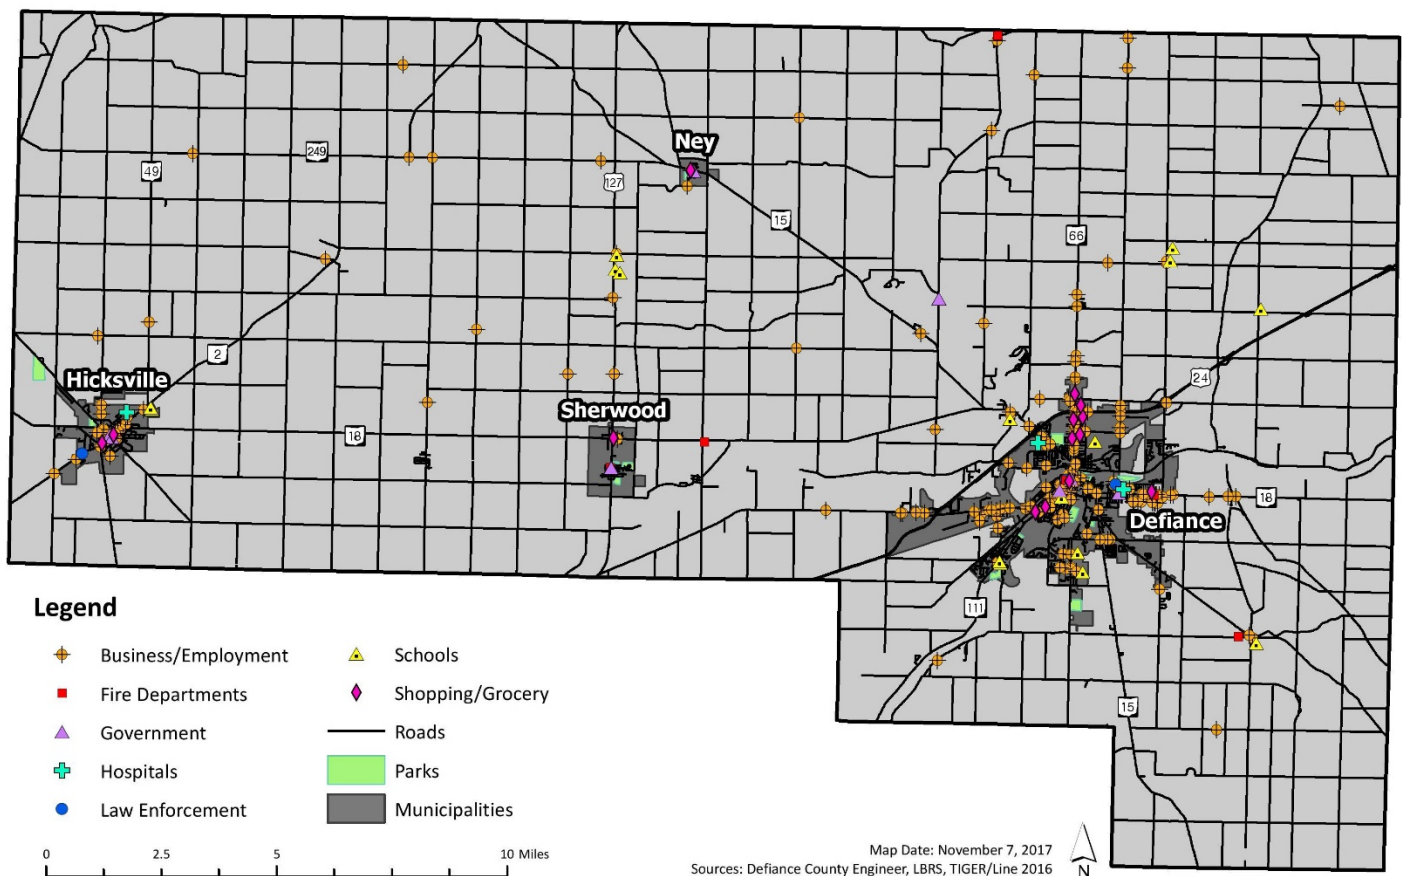 Ney
249
49
127
15
66
24
2
Hicksville
Sherwood
18
18
Defiance
111
15
Legend
Business/Employment
Schools
Fire Departments
Shopping/Grocery
Government
Roads
Hospitals
Parks
Law Enforcement
Municipalities
0 2.5 5 10 Miles
Map Date: November 7, 2017
Sources: Defiance County Engineer, LBRS, TIGER/Line 2016
N